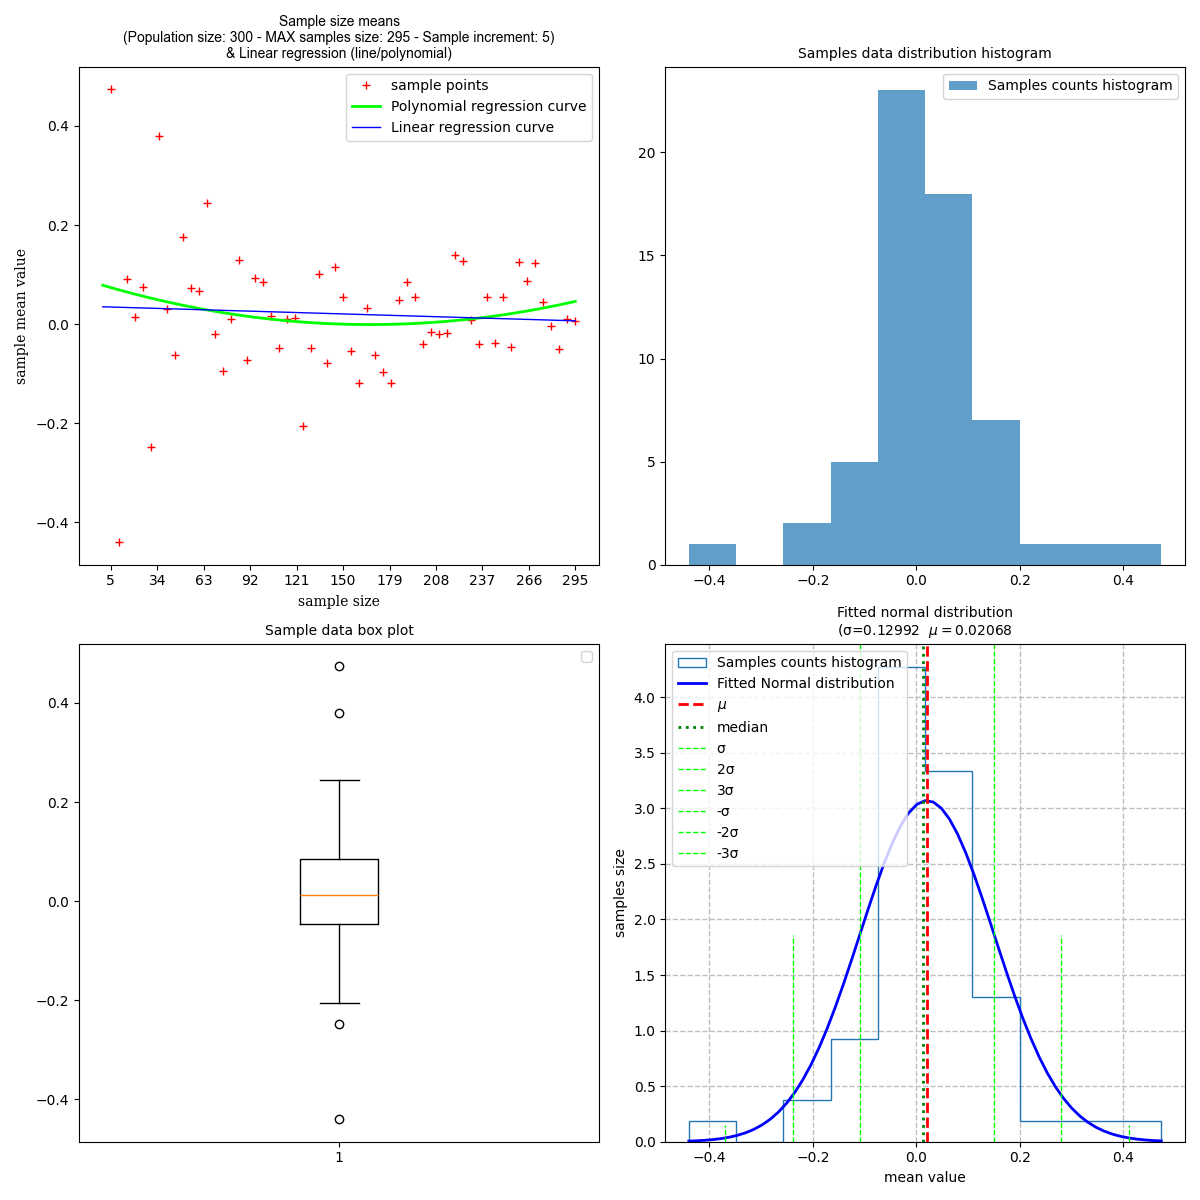 Sample size means
(Population size: 300 - MAX samples size: 295 - Sample increment: 5)
& Linear regression (line/polynomial)
sample points
Polynomial regression curve
Linear regression curve
0.4
0.2
0.0
−0.2
−0.4
sample mean value
5 34 63 92 121 150 179 208 237 266 295
sample size
Samples data distribution histogram
Samples counts histogram
20
15
10
5
0
−0.4 −0.2 0.0 0.2 0.4
Sample data box plot
0.4
0.2
0.0
−0.2
−0.4
1
Fitted normal distribution
(σ=0.12992 μ = 0.02068
Samples counts histogram
Fitted Normal distribution
μ
median
σ
2σ
3σ
-σ
-2σ
-3σ
4.0
3.5
3.0
2.5
2.0
1.5
1.0
0.5
0.0
samples size
−0.4 −0.2 0.0 0.2 0.4
mean value